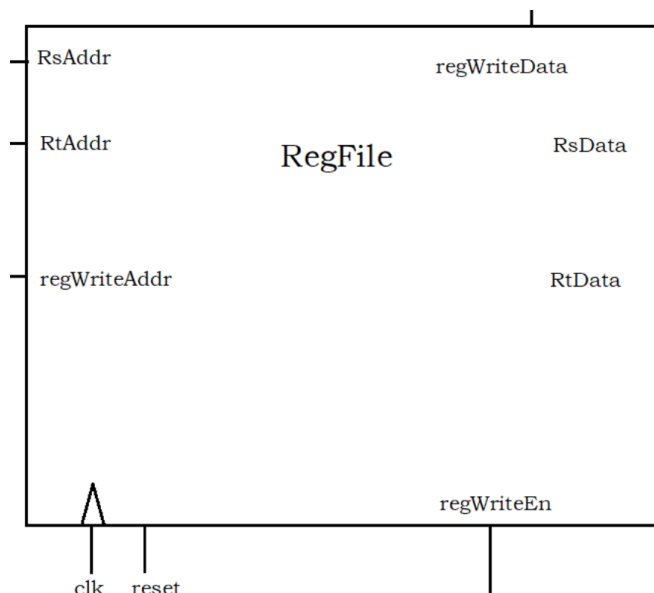 RsAddr
regWriteData
RtAddr
RegFile
RsData
regWriteAddr
RtData
regWriteEn
clk
reset